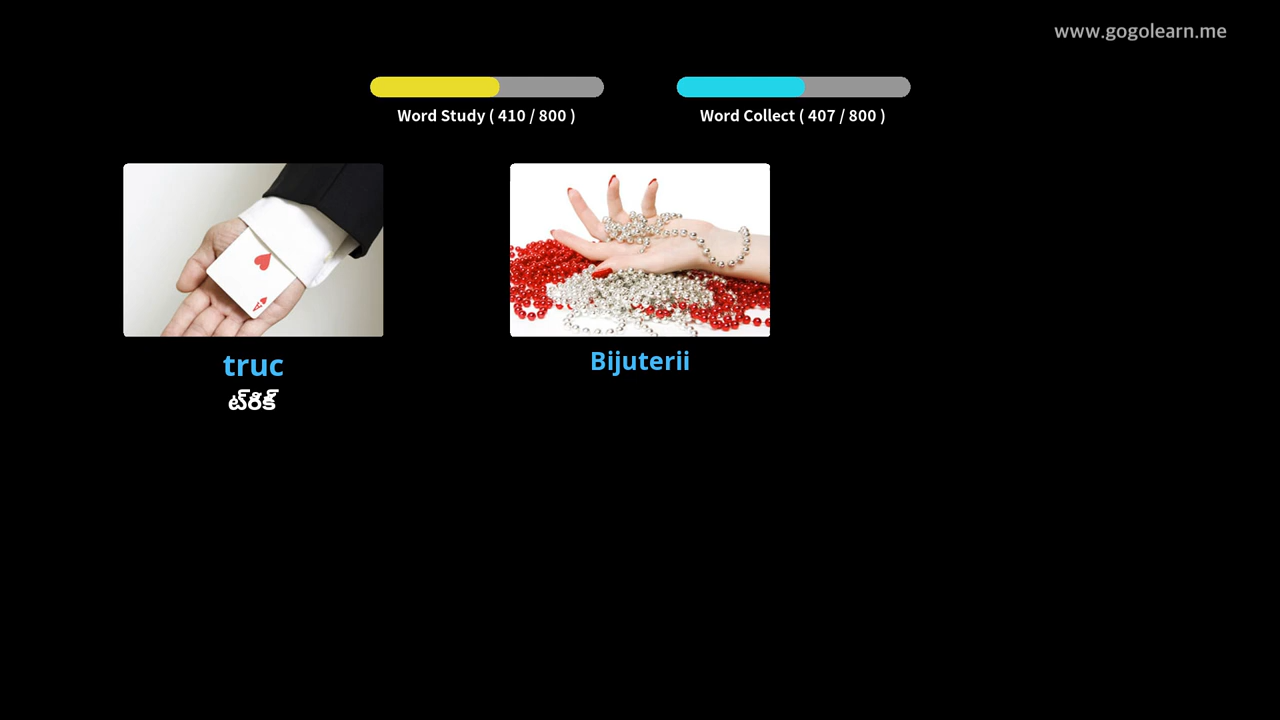 www.gogolearn.me
Word Study ( 410 / 800 )
Word Collect ( 407 / 800 )
truc
ట్రిక్
Bijuterii